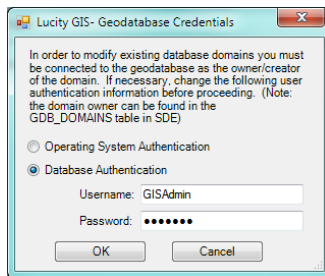 Lucity GIS- Geodatabase Credentials
In order to modify existing database domains you must
be connected to the geodatabase as the owner/creator
of the domain. If necessary, change the following user
authentication information before proceeding. (Note:
the domain owner can be found in the
GDB_DOMAINS table in SDE)
Operating System Authentication
Database Authentication
Username: GISAdmin
Password: •••••••
OK Cancel